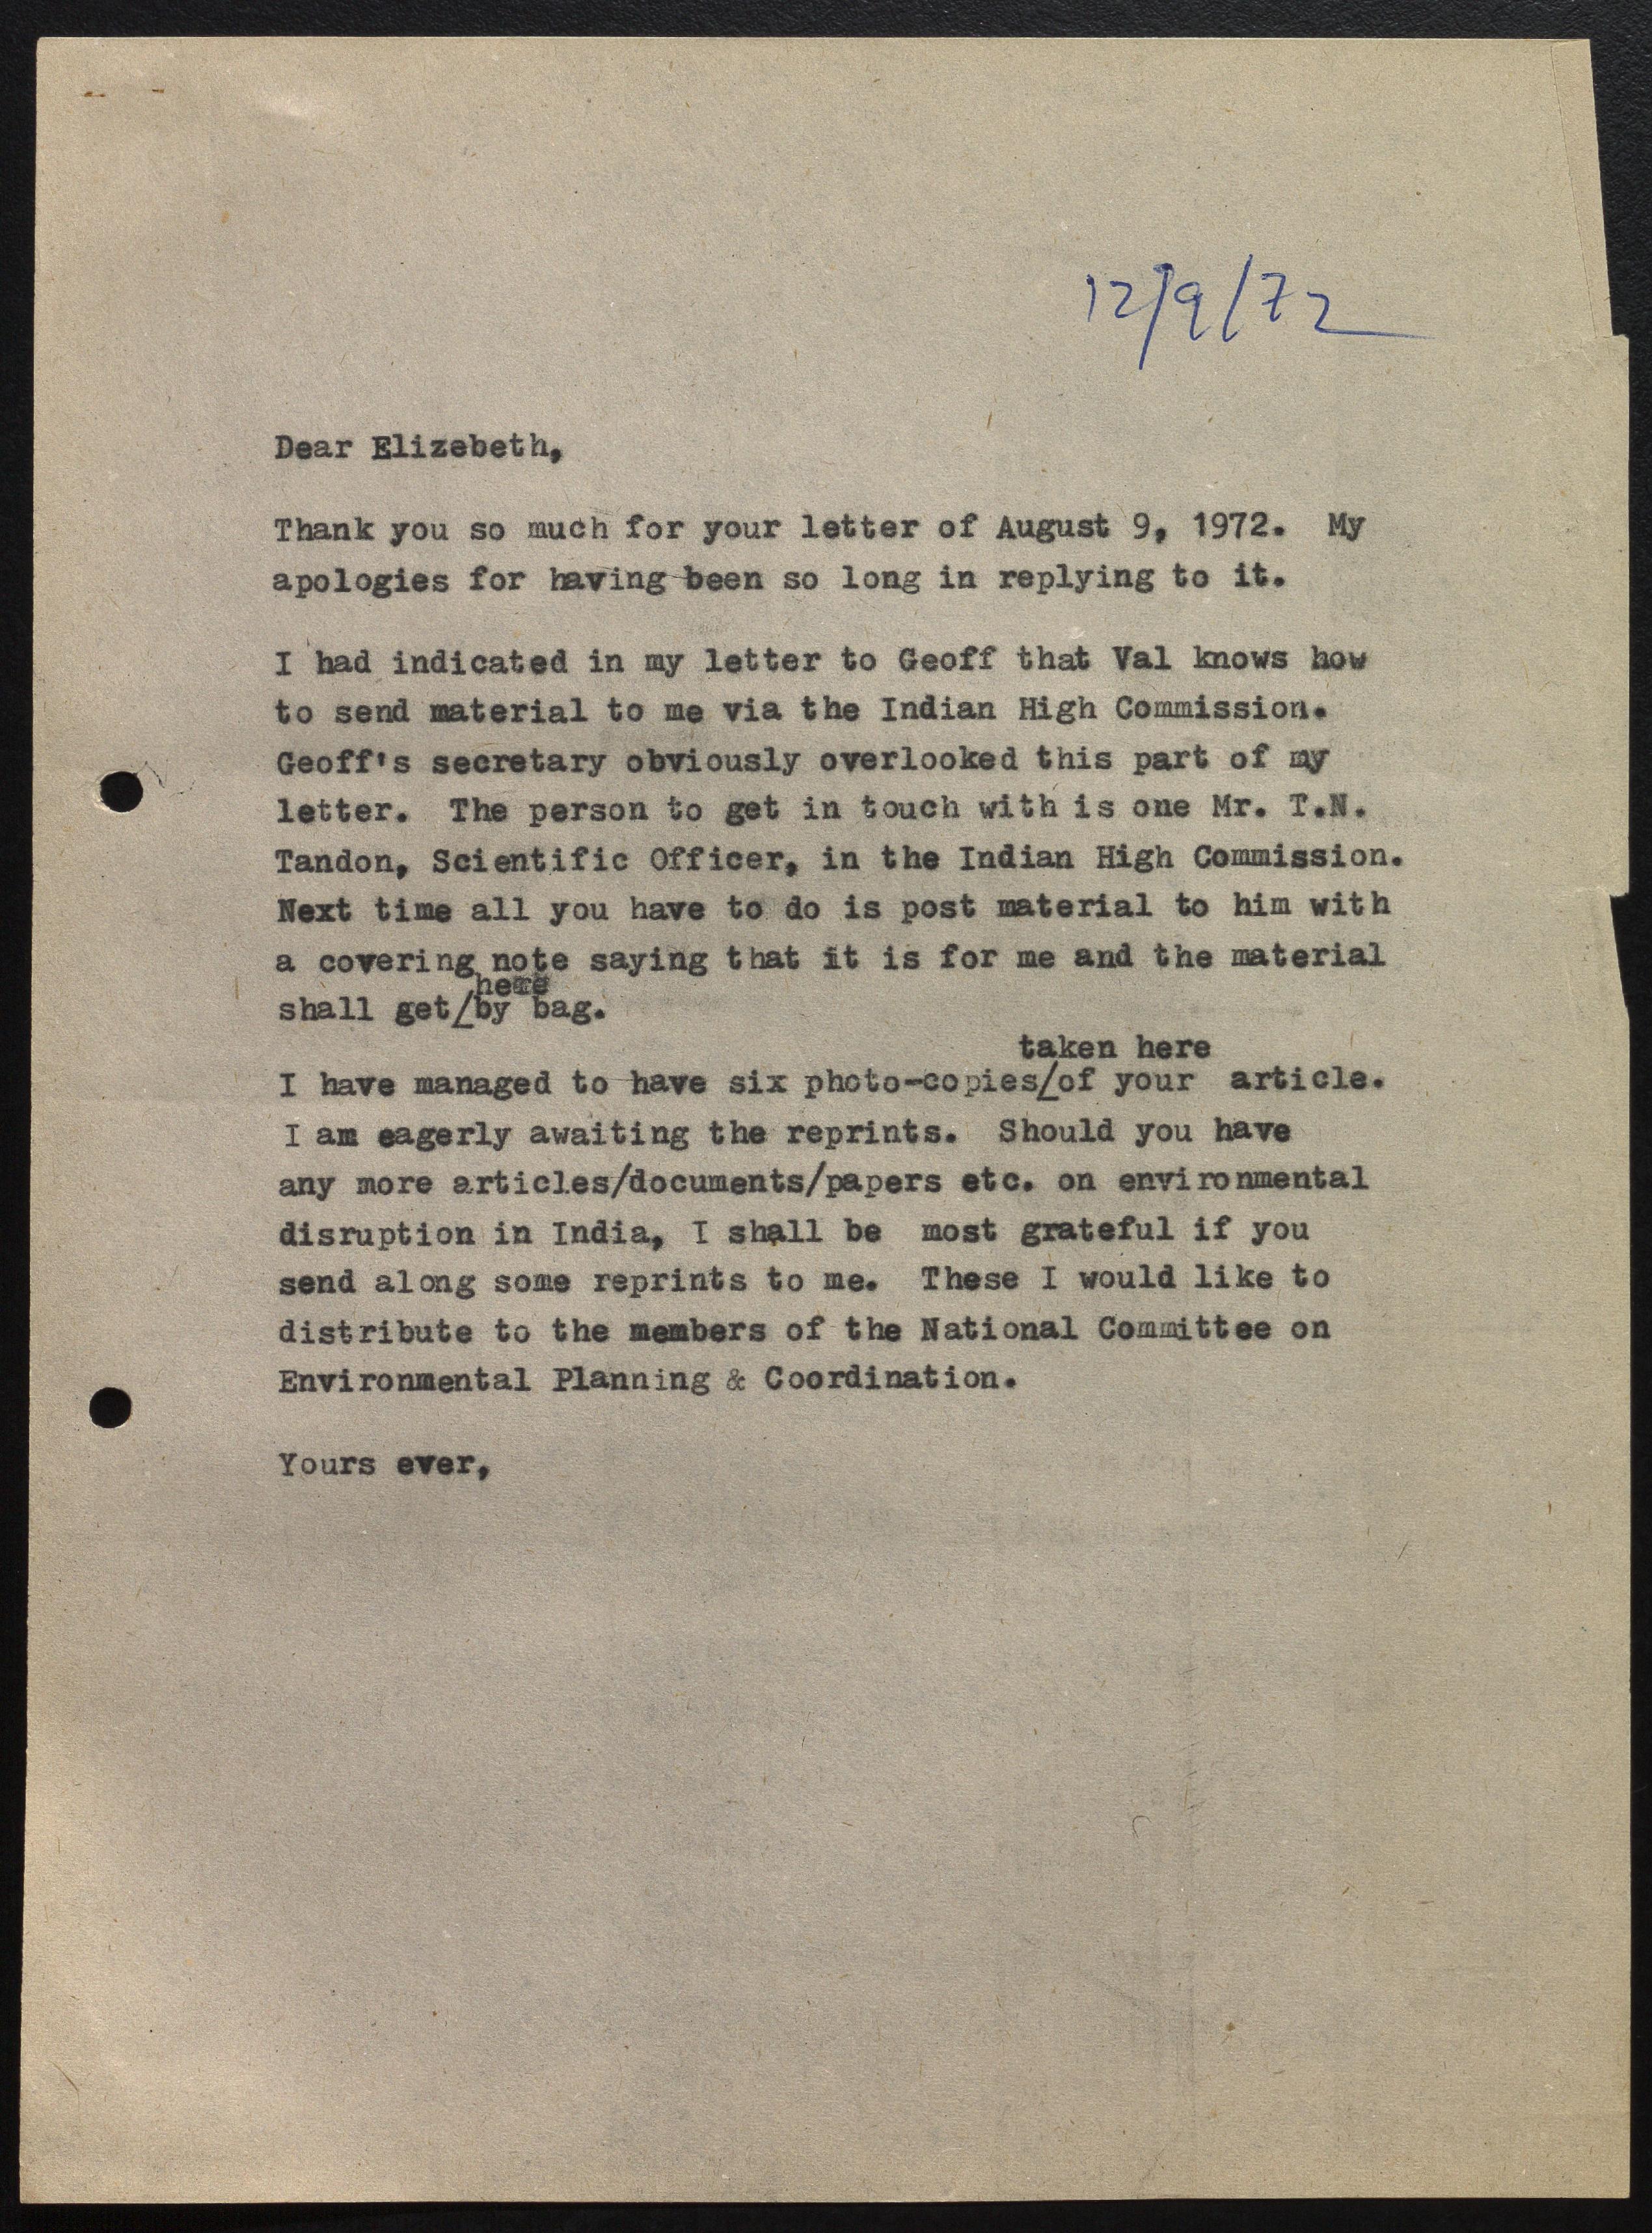 12/9/72
Dear Elizebeth,
Thank you so much for your letter of August 9, 1972. My
apologies for having been so long in replying to it.
I had indicated in my letter to Geoff that Val knows how
to send material to me via the Indian High Commission.
Geoff's secretary obviously overlooked this part of my
letter. The person to get in touch with is one Mr. T.N.
Tandon, Scientific Officer, in the Indian High Commission.
Next time all you have to do is post material to him with
a covering note saying that it is for me and the material
here
shall get/by bag.
taken here
I have managed to have six photo-copies/of your article.
I am eagerly awaiting the reprints. Should you have
any more articles/documents/papers etc. on environmental
disruption in India, I shall be most grateful if you
send along some reprints to me. These I would like to
distribute to the members of the National Committee on
Environmental Planning & Coordination.
Yours ever,